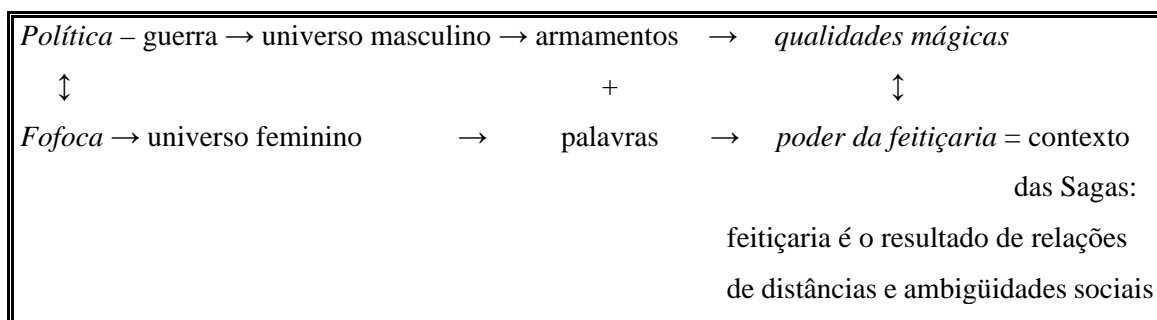 Política – guerra → universo masculino → armamentos → qualidades mágicas
↕ + ↕
Fofoca → universo feminino → palavras → poder da feitiçaria = contexto
das Sagas:
feitiçaria é o resultado de relações
de distâncias e ambigüidades sociais